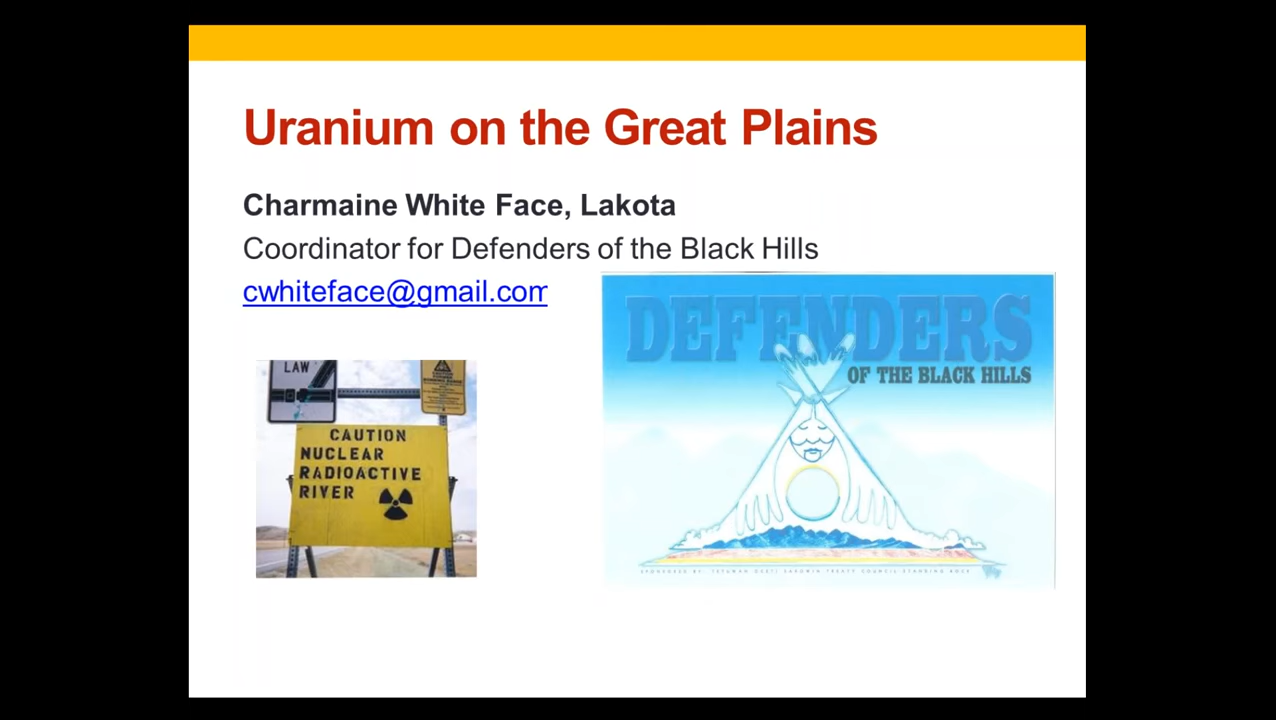 Uranium on the Great Plains
Charmaine White Face, Lakota
Coordinator for Defenders of the Black Hills
cwhiteface@gmail.com
DEFENDERS
OF THE BLACK HILLS
LAW
CAUTION
NUCLEAR
RADIOACTIVE
RIVER